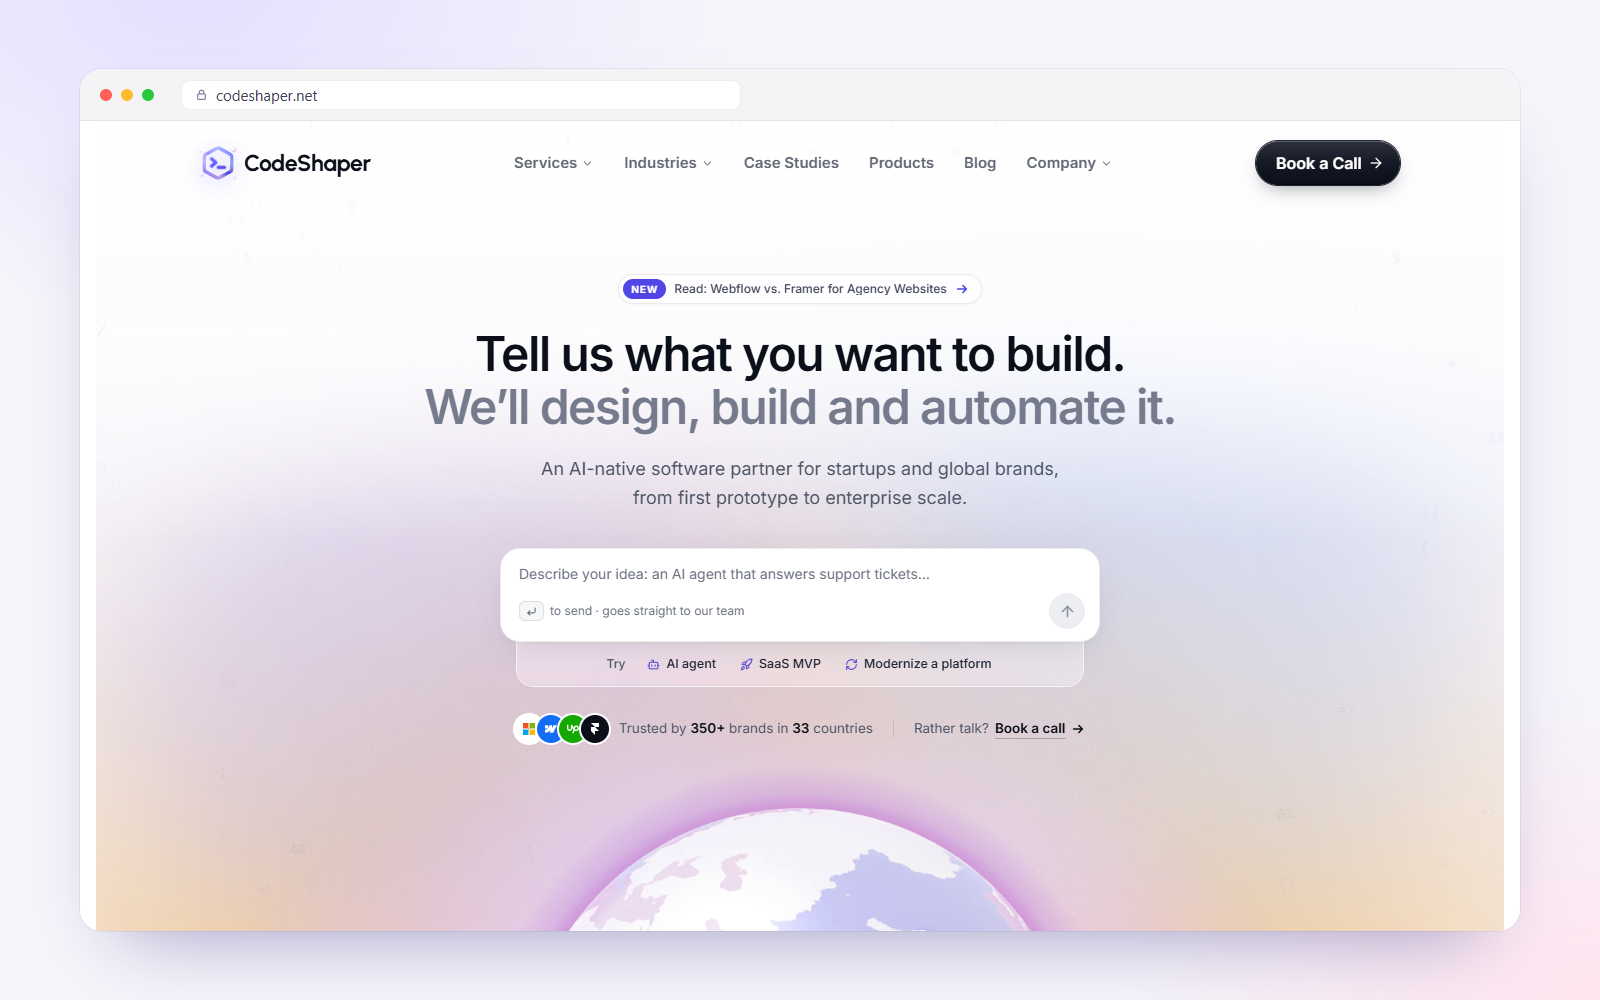 codeshaper.net
CodeShaper
Services
Industries
Case Studies
Products
Blog
Company
Book a Call →
NEW Read: Webflow vs. Framer for Agency Websites →
Tell us what you want to build.
We’ll design, build and automate it.
An AI-native software partner for startups and global brands,
from first prototype to enterprise scale.
Describe your idea: an AI agent that answers support tickets...
to send · goes straight to our team
Try AI agent SaaS MVP Modernize a platform
Trusted by 350+ brands in 33 countries
Rather talk? Book a call →